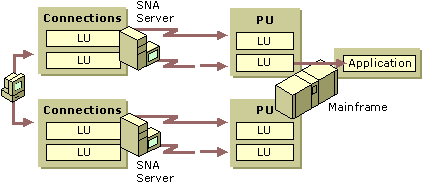 SNA
Server
Connections
LU
LU
PU
LU
LU
Application
Mainframe
Connections
LU
LU
SNA
Server
PU
LU
LU